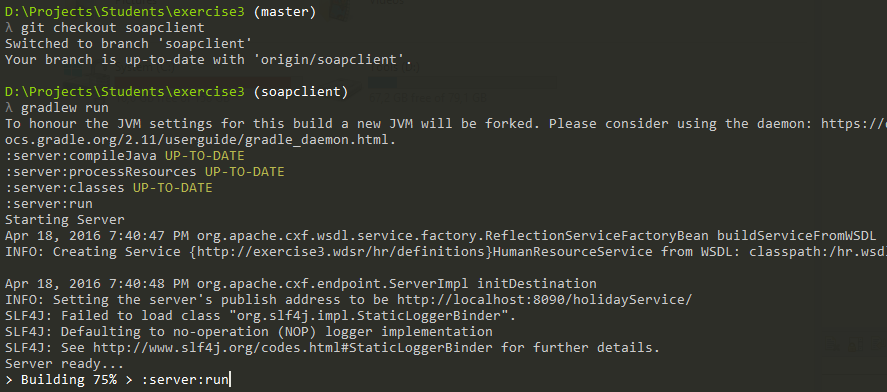 D:\Projects\Students\exercise3 (master)
λ git checkout soapclient
Switched to branch 'soapclient'
Your branch is up-to-date with 'origin/soapclient'.
D:\Projects\Students\exercise3 (soapclient)
λ gradlew run
To honour the JVM settings for this build a new JVM will be forked. Please consider using the daemon: https://
ocs.gradle.org/2.11/userguide/gradle_daemon.html.
:server:compileJava UP-TO-DATE
:server:processResources UP-TO-DATE
:server:classes UP-TO-DATE
:server:run
Starting Server
Apr 18, 2016 7:40:47 PM org.apache.cxf.wsdl.service.factory.ReflectionServiceFactoryBean buildServiceFromWSDL
INFO: Creating Service {http://exercise3.wdsr/hr/definitions}HumanResourceService from WSDL: classpath:/hr.wsd
Apr 18, 2016 7:40:48 PM org.apache.cxf.endpoint.ServerImpl initDestination
INFO: Setting the server's publish address to be http://localhost:8090/holidayService/
SLF4J: Failed to load class "org.slf4j.impl.StaticLoggerBinder".
SLF4J: Defaulting to no-operation (NOP) logger implementation
SLF4J: See http://www.slf4j.org/codes.html#StaticLoggerBinder for further details.
Server ready...
> Building 75% > :server:run